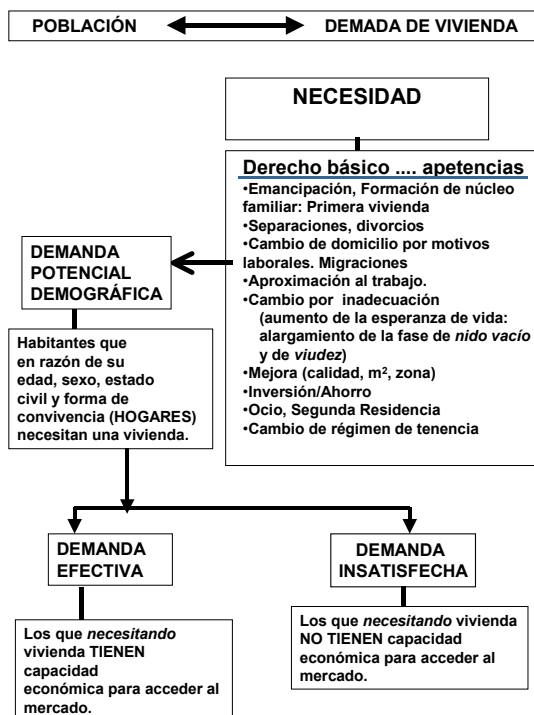 POBLACIÓN DEMADA DE VIVIENDA
NECESIDAD
Derecho básico .... apetencias
•Emancipación, Formación de núcleo
familiar: Primera vivienda
•Separaciones, divorcios
•Cambio de domicilio por motivos
laborales. Migraciones
•Aproximación al trabajo.
•Cambio por inadecuación
(aumento de la esperanza de vida:
alargamiento de la fase de nido vacío
y de viudez)
•Mejora (calidad, m², zona)
•Inversión/Ahorro
•Ocio, Segunda Residencia
•Cambio de régimen de tenencia
DEMANDA
POTENCIAL
DEMOGRÁFICA
Habitantes que
en razón de su
edad, sexo, estado
civil y forma de
convivencia (HOGARES)
necesitan una vivienda.
DEMANDA
EFECTIVA
Los que necesitando
vivienda TIENEN
capacidad
económica para acceder al
mercado.
DEMANDA
INSATISFECHA
Los que necesitando vivienda
NO TIENEN capacidad
económica para acceder al
mercado.